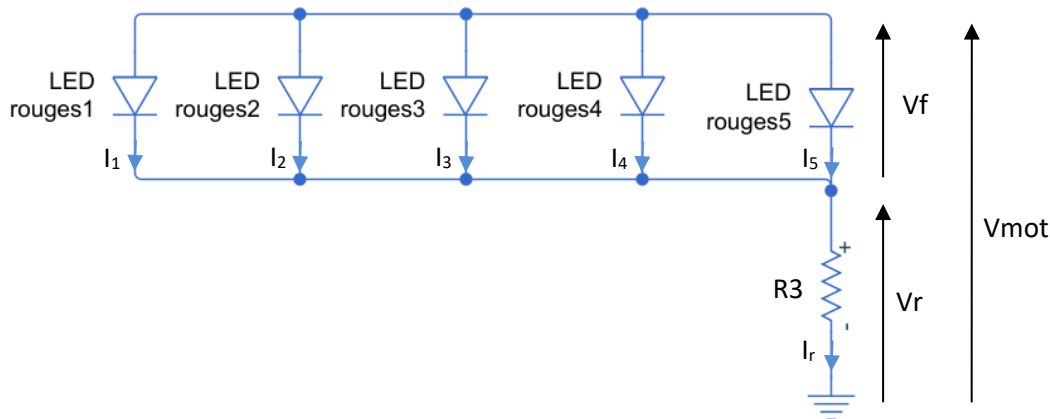 LED
rouges1
LED
rouges2
LED
rouges3
LED
rouges4
LED
rouges5
Vf
I1
I2
I3
I4
I5
Vmot
+
R3
Vr
-
Ir